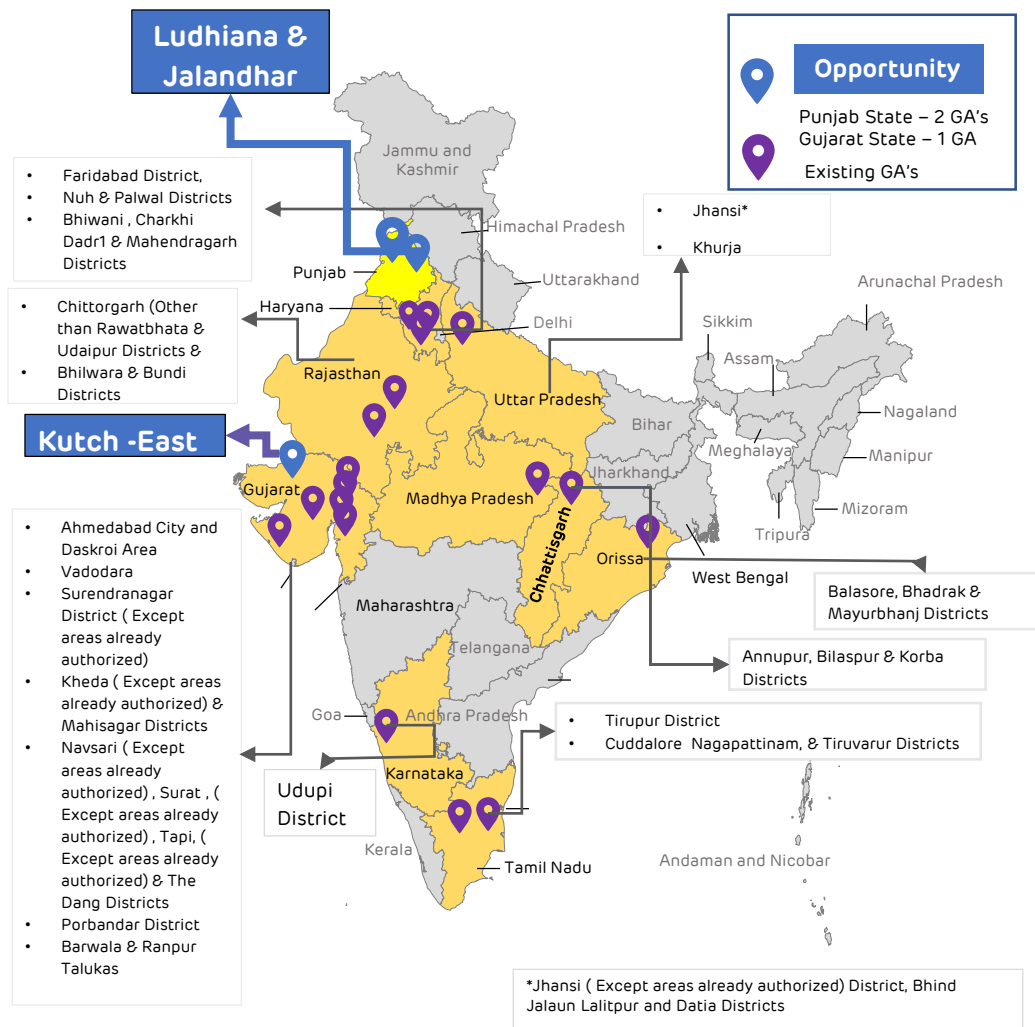 Ludhiana &
Jalandhar
Opportunity
Punjab State – 2 GA's
Gujarat State – 1 GA
Existing GA's
Jammu and
Kashmir
• Faridabad District,
• Nuh & Palwal Districts
• Bhiwani , Charkhi
Dadr1 & Mahendragarh
Districts
• Jhansi*
• Khurja
Himachal Pradesh
Punjab
Uttarakhand
Arunachal Pradesh
• Chittorgarh (Other
than Rawatbhata &
Udaipur Districts &
• Bhilwara & Bundi
Districts
Haryana
Delhi
Sikkim
Assam
Rajasthan
Uttar Pradesh
Nagaland
Bihar
Meghalaya
Manipur
Kutch -East
Jharkhand
Gujarat
Madhya Pradesh
Mizoram
Tripura
Chhattisgarh
Orissa
West Bengal
• Ahmedabad City and
Daskroi Area
• Vadodara
• Surendranagar
District ( Except
areas already
authorized)
• Kheda ( Except areas
already authorized) &
Mahisagar Districts
• Navsari ( Except
areas already
authorized) , Surat , (
Except areas already
authorized) , Tapi, (
Except areas already
authorized) & The
Dang Districts
• Porbandar District
• Barwala & Ranpur
Talukas
Balasore, Bhadrak &
Mayurbhanj Districts
Maharashtra
Telangana
Annupur, Bilaspur & Korba
Districts
Goa
Andhra Pradesh
• Tirupur District
• Cuddalore Nagapattinam, & Tiruvarur Districts
Karnataka
Udupi
District
Kerala
Tamil Nadu
Andaman and Nicobar
*Jhansi ( Except areas already authorized) District, Bhind
Jalaun Lalitpur and Datia Districts